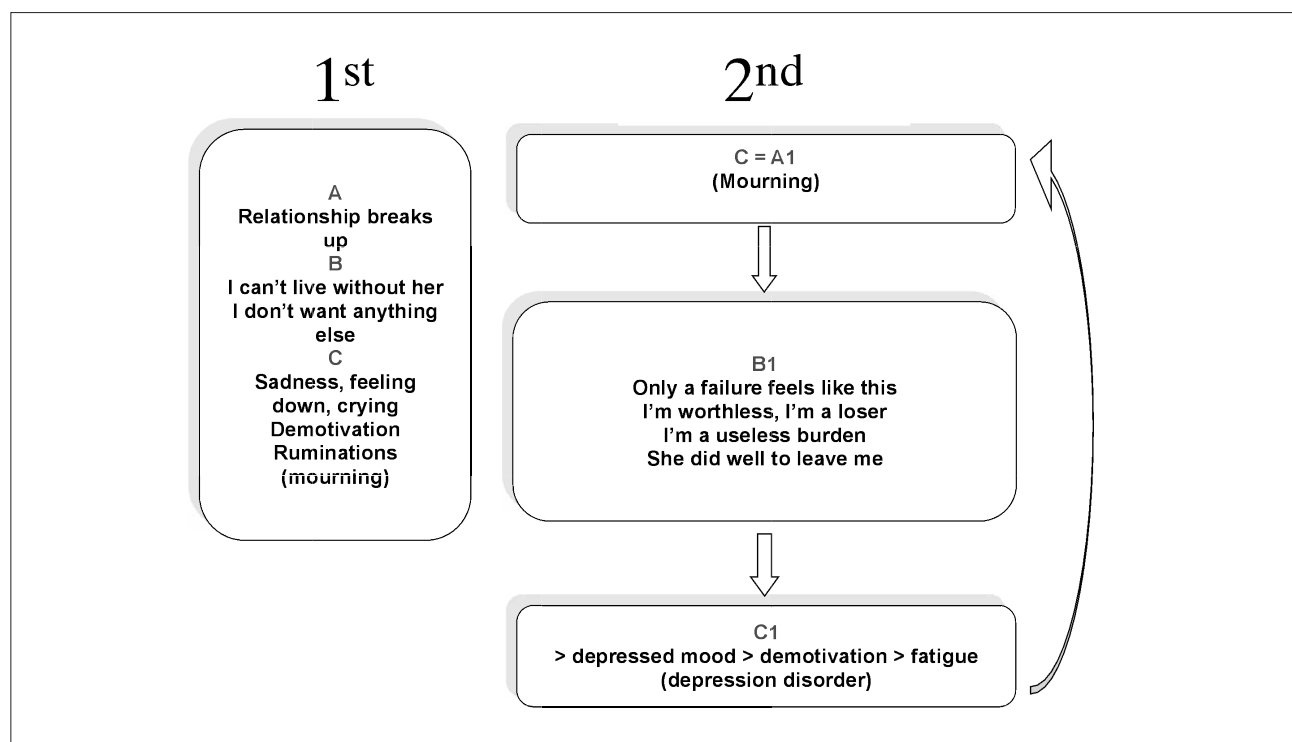 1st
2nd
A
Relationship breaks
up
B
I can't live without her
I don't want anything
else
C
Sadness, feeling
down, crying
Demotivation
Ruminations
(mourning)
C = A1
(Mourning)
B1
Only a failure feels like this
I'm worthless, I'm a loser
I'm a useless burden
She did well to leave me
C1
> depressed mood > demotivation > fatigue
(depression disorder)